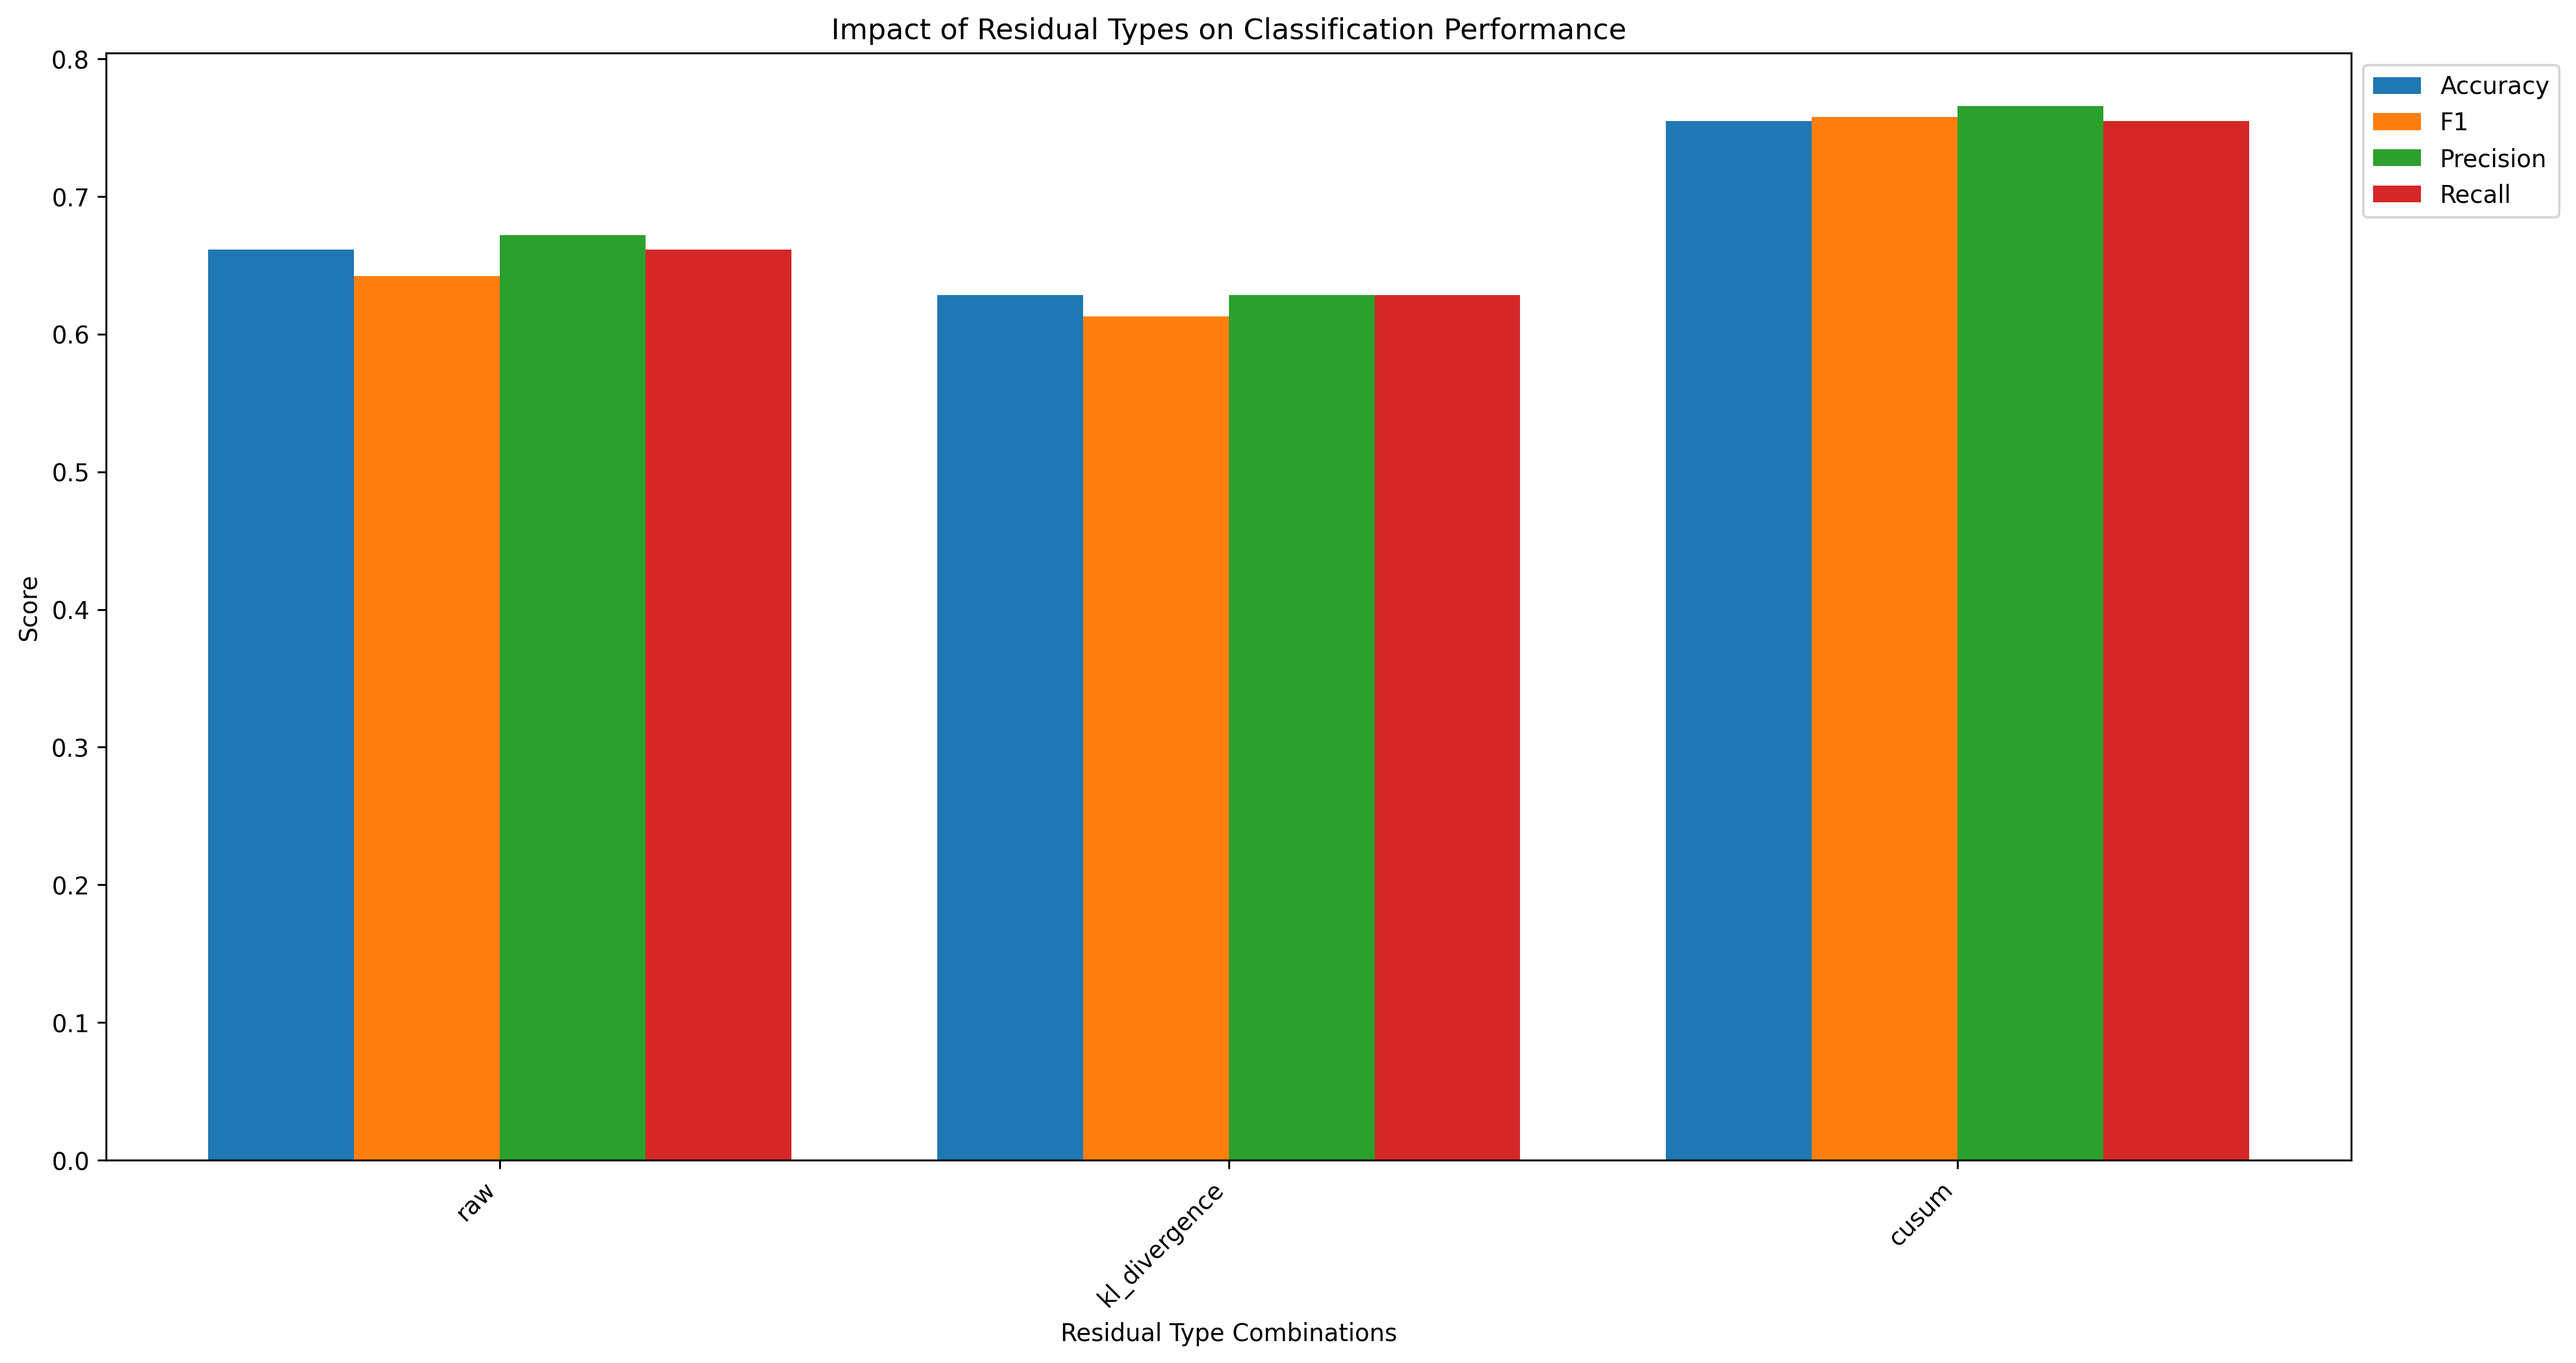 Impact of Residual Types on Classification Performance
0.8
0.7
0.6
0.5
0.4
0.3
0.2
0.1
0.0
Score
raw
kl_divergence
cusum
Residual Type Combinations
Accuracy
F1
Precision
Recall